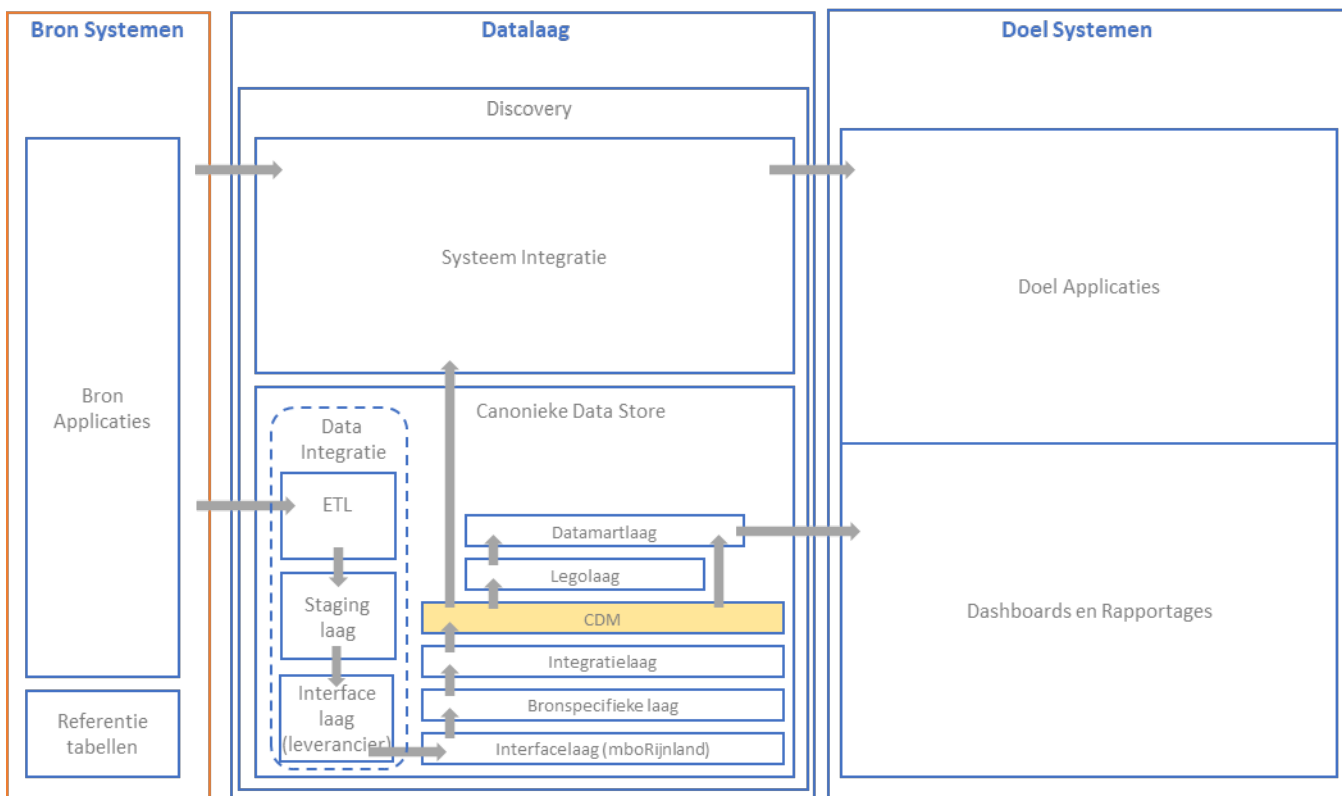 Bron Systemen
Datalaag
Doel Systemen
Discovery
Systeem Integratie
Doel Applicaties
Bron
Applicaties
Canonieke Data Store
Data
Integratie
ETL
Datamartlaag
Legolaag
Staging
laag
CDM
Dashboards en Rapportages
Integratielaag
Interface
laag
(leverancier)
Bronspecifieke laag
Referentie
tabellen
Interfacelaag (mboRijnland)